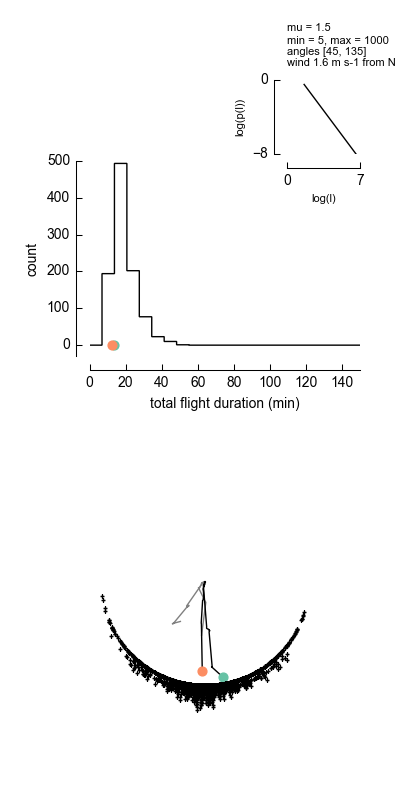 mu = 1.5
min = 5, max = 1000
angles [45, 135]
wind 1.6 m s-1 from N
log(p(l))
0
−8
0 7
log(l)
count
500
400
300
200
100
0
0 20 40 60 80 100 120 140
total flight duration (min)